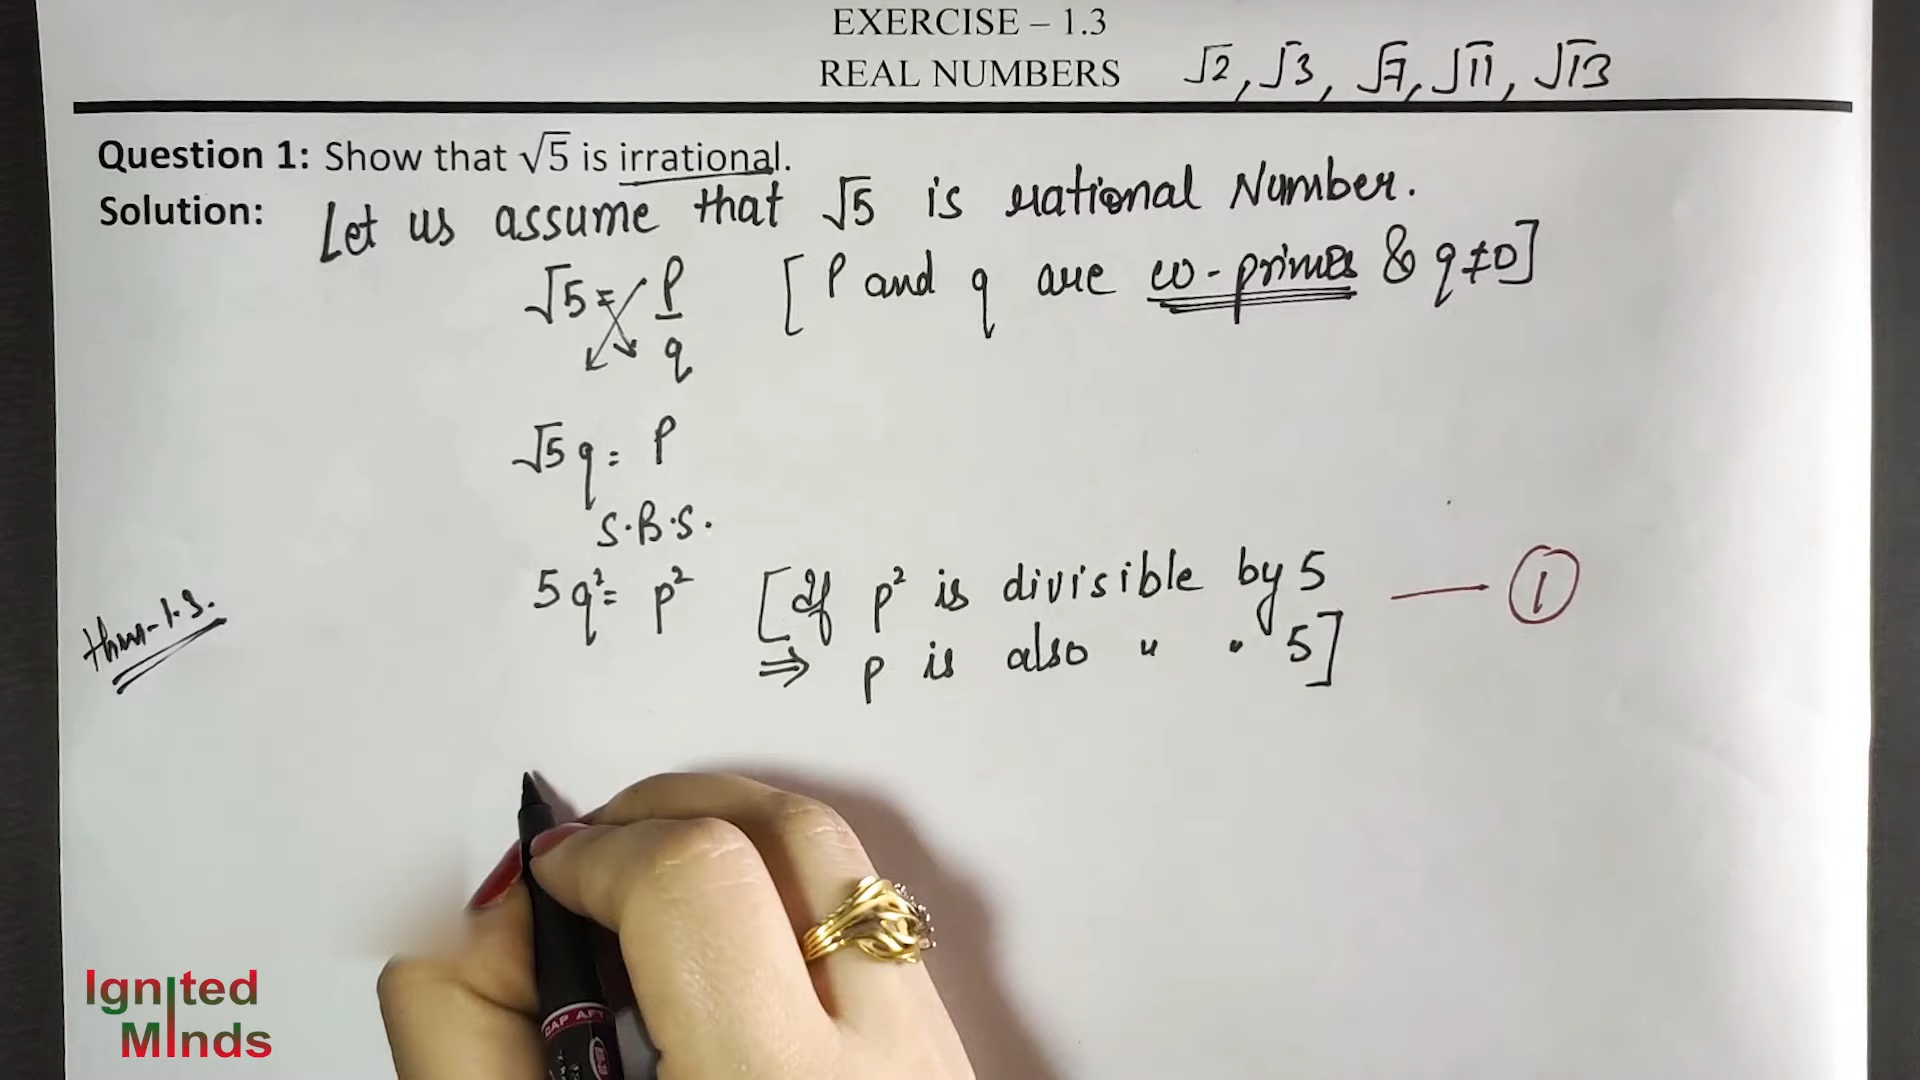 EXERCISE – 1.3
REAL NUMBERS √2, √3, √7, √11, √13
Question 1: Show that √5 is irrational.
Solution: Let us assume that √5 is rational Number.
√5 = p/q [p and q are co-primes & q≠0]
√5 q = p
S.B.S.
5q² = p² [If p² is divisible by 5 — ①
⇒ p is also " " 5]
Thm-1.3.
Ignited
Minds